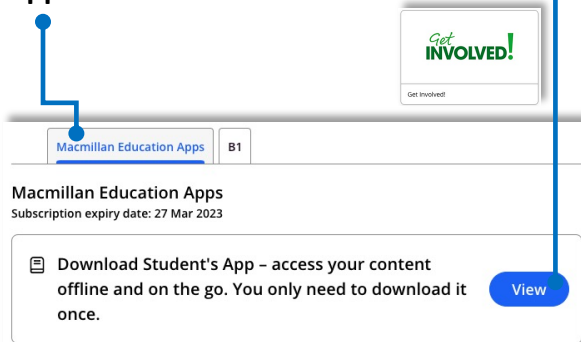 Get
INVOLVED!
Get Involved!
Macmillan Education Apps B1
Macmillan Education Apps
Subscription expiry date: 27 Mar 2023
Download Student's App – access your content
offline and on the go. You only need to download it
once.
View